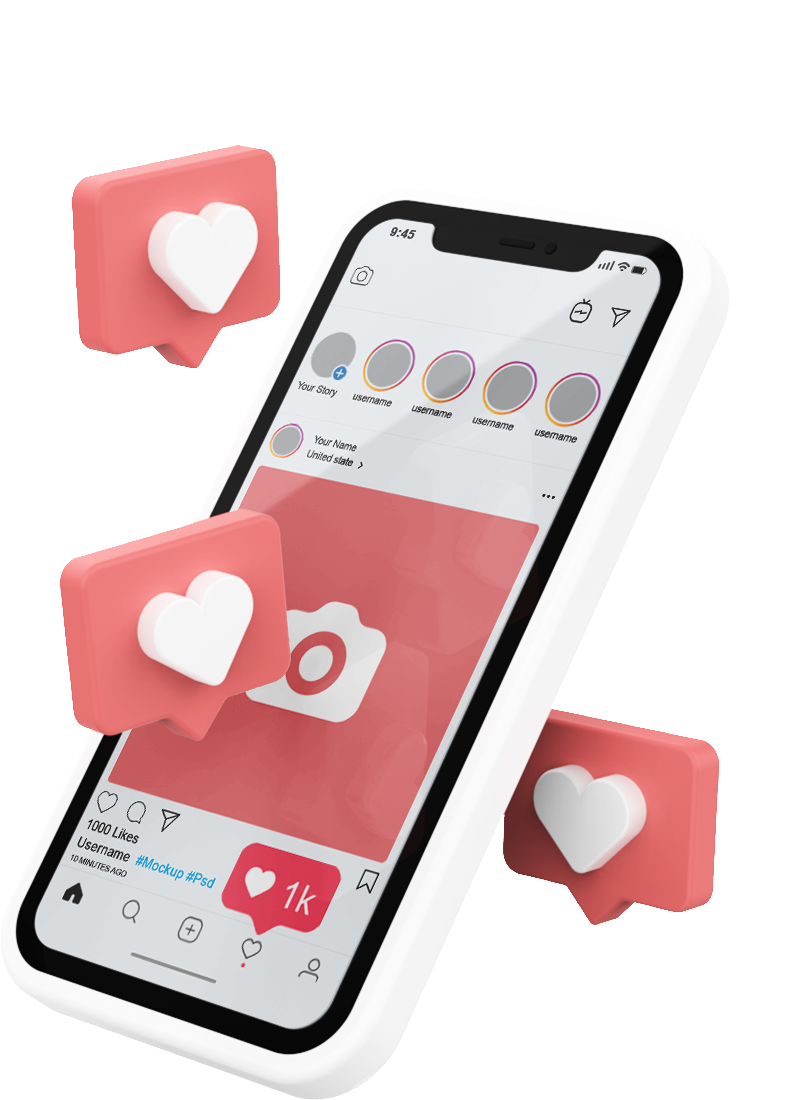 9:45
Your Story
username
username
username
username
Your Name
United state >
1000 Likes
Username #Mockup #Psd
10 MINUTES AGO
1k